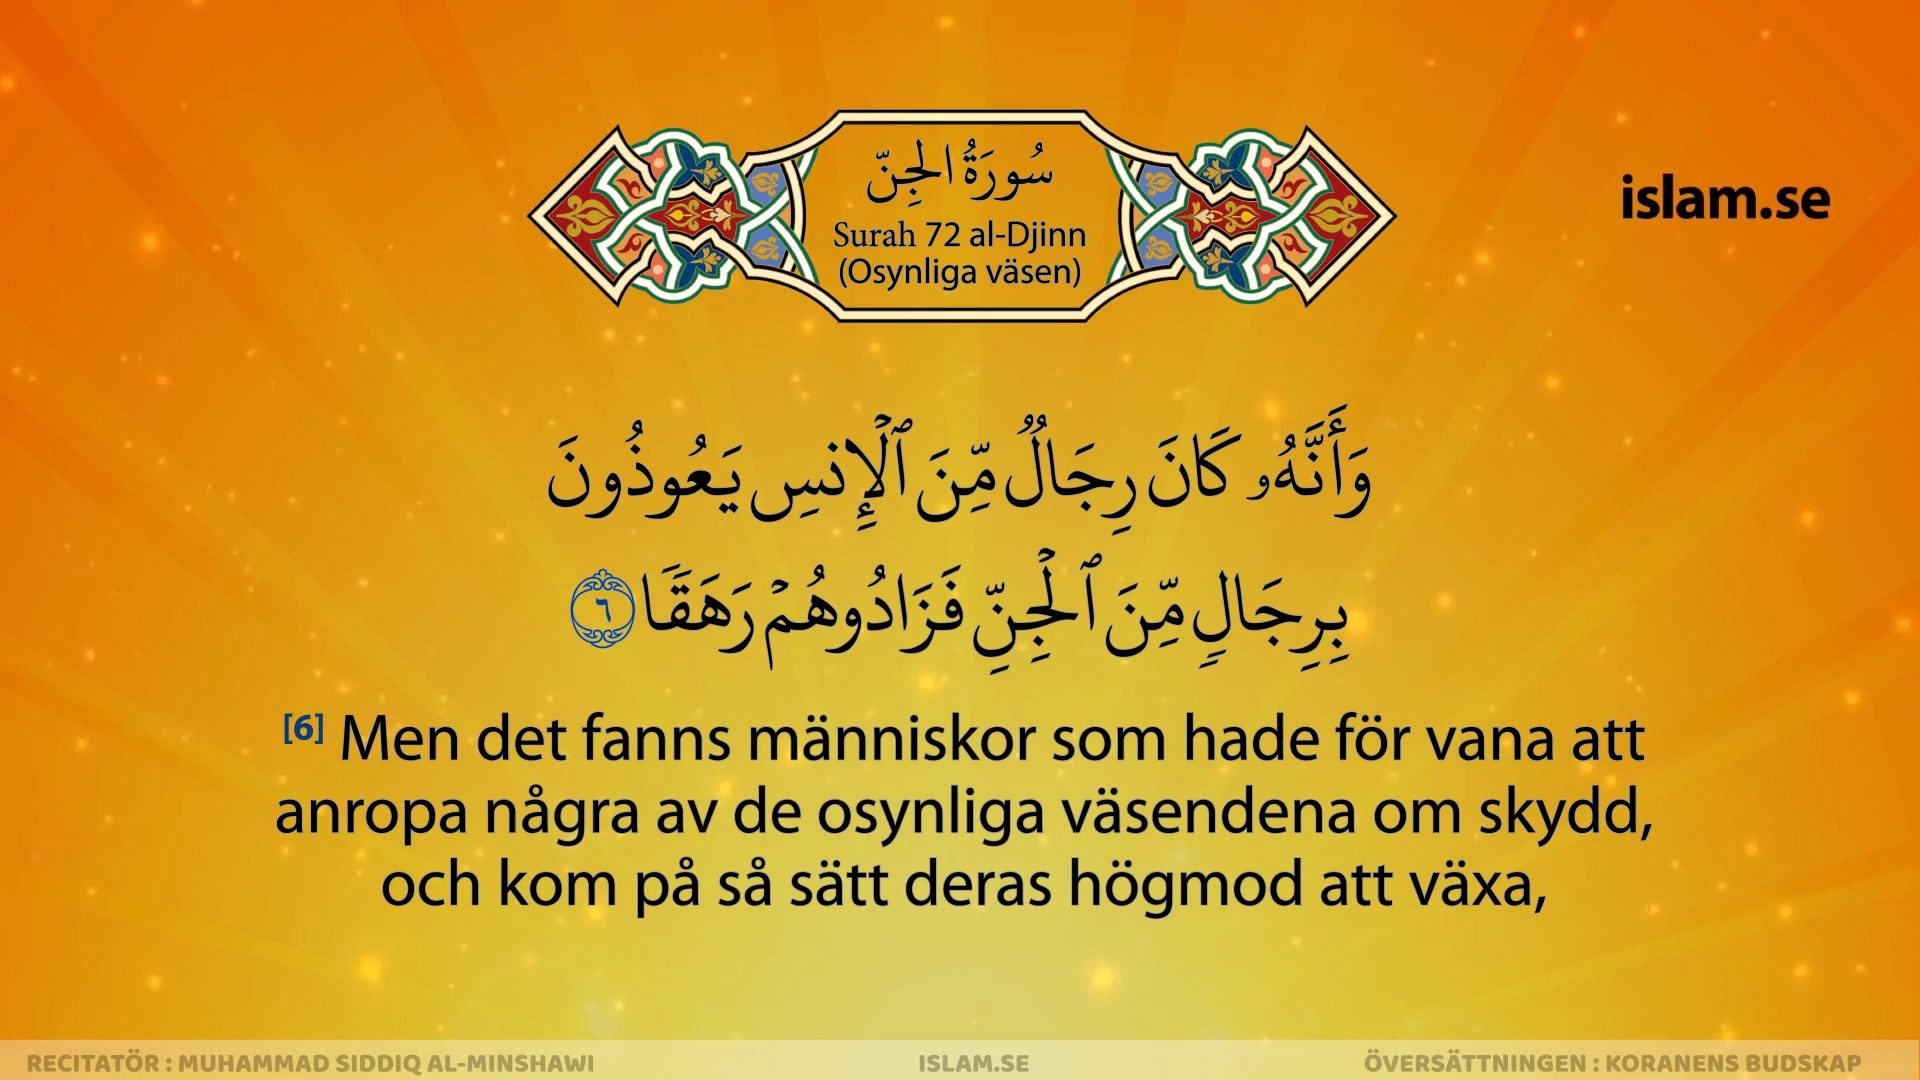 سُورَةُ الجِنّ
Surah 72 al-Djinn
(Osynliga väsen)
islam.se
وَأَنَّهُۥ كَانَ رِجَالٌ مِّنَ ٱلْإِنسِ يَعُوذُونَ
بِرِجَالٍ مِّنَ ٱلْجِنِّ فَزَادُوهُمْ رَهَقًا ٦
[6] Men det fanns människor som hade för vana att
anropa några av de osynliga väsendena om skydd,
och kom på så sätt deras högmod att växa,
RECITATÖR : MUHAMMAD SIDDIQ AL-MINSHAWI
ISLAM.SE
ÖVERSÄTTNINGEN : KORANENS BUDSKAP